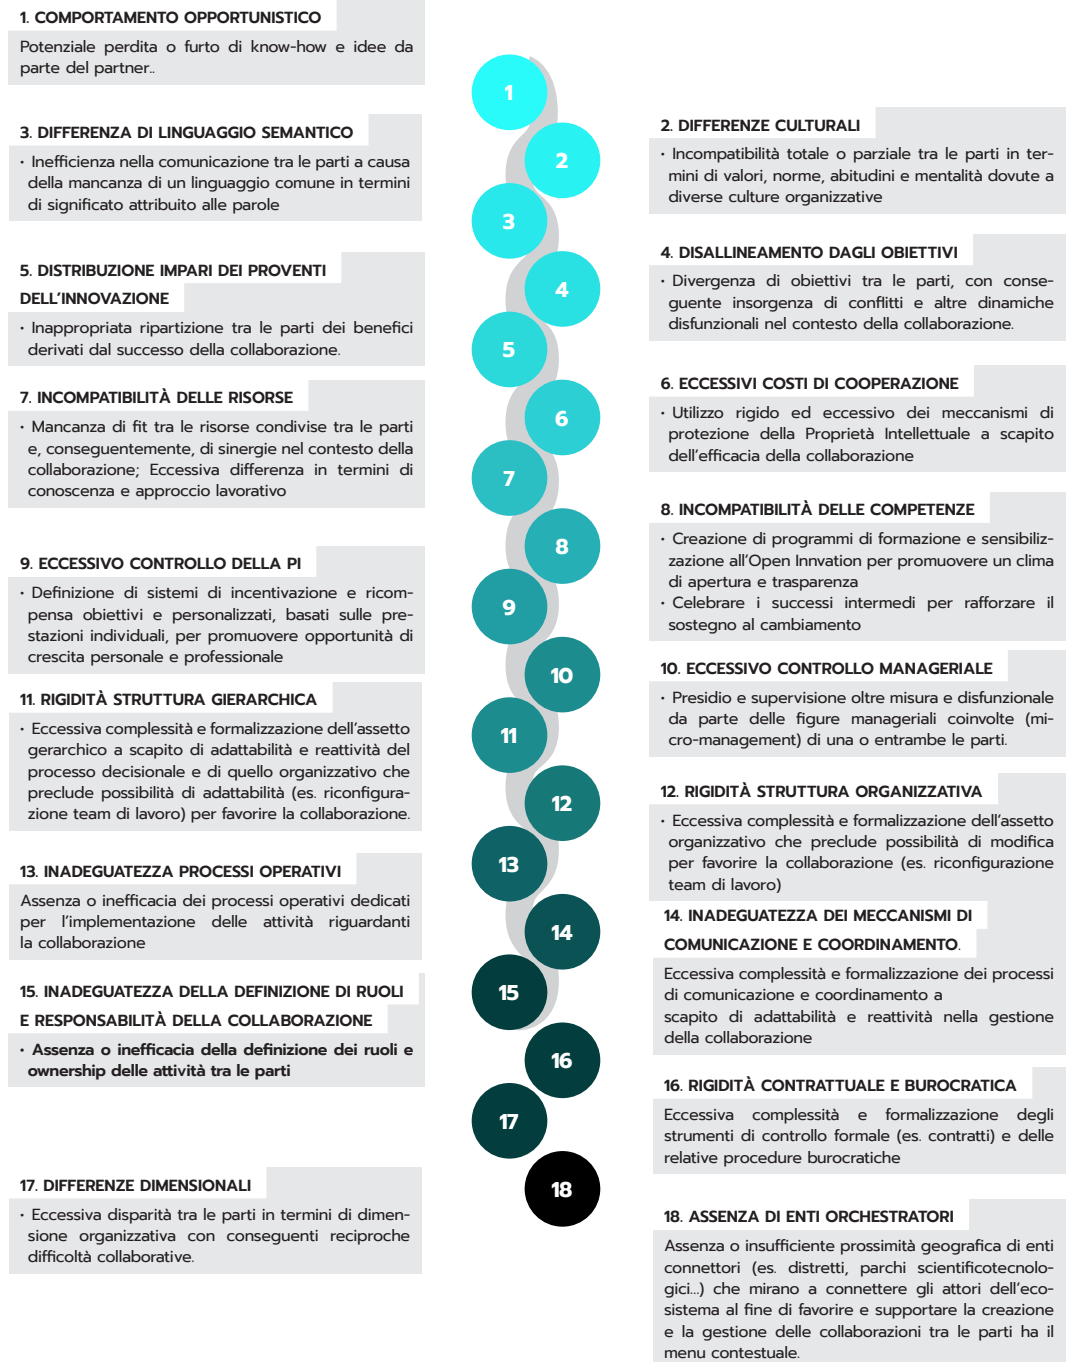 1. COMPORTAMENTO OPPORTUNISTICO
Potenziale perdita o furto di know-how e idee da
parte del partner..
1
2. DIFFERENZE CULTURALI
• Incompatibilità totale o parziale tra le parti in ter-
mini di valori, norme, abitudini e mentalità dovute a
diverse culture organizzative
2
3. DIFFERENZA DI LINGUAGGIO SEMANTICO
• Inefficienza nella comunicazione tra le parti a causa
della mancanza di un linguaggio comune in termini
di significato attribuito alle parole
3
4. DISALLINEAMENTO DAGLI OBIETTIVI
• Divergenza di obiettivi tra le parti, con conse-
guente insorgenza di conflitti e altre dinamiche
disfunzionali nel contesto della collaborazione.
4
5. DISTRIBUZIONE IMPARI DEI PROVENTI
DELL'INNOVAZIONE
• Inappropriata ripartizione tra le parti dei benefici
derivati dal successo della collaborazione.
5
6. ECCESSIVI COSTI DI COOPERAZIONE
• Utilizzo rigido ed eccessivo dei meccanismi di
protezione della Proprietà Intellettuale a scapito
dell'efficacia della collaborazione
6
7. INCOMPATIBILITÀ DELLE RISORSE
• Mancanza di fit tra le risorse condivise tra le parti
e, conseguentemente, di sinergie nel contesto della
collaborazione; Eccessiva differenza in termini di
conoscenza e approccio lavorativo
7
8. INCOMPATIBILITÀ DELLE COMPETENZE
• Creazione di programmi di formazione e sensibiliz-
zazione all'Open Innvation per promuovere un clima
di apertura e trasparenza
• Celebrare i successi intermedi per rafforzare il
sostegno al cambiamento
8
9. ECCESSIVO CONTROLLO DELLA PI
• Definizione di sistemi di incentivazione e ricom-
pensa obiettivi e personalizzati, basati sulle pre-
stazioni individuali, per promuovere opportunità di
crescita personale e professionale
9
10. ECCESSIVO CONTROLLO MANAGERIALE
• Presidio e supervisione oltre misura e disfunzionale
da parte delle figure manageriali coinvolte (mi-
cro-management) di una o entrambe le parti.
10
11. RIGIDITÀ STRUTTURA GIERARCHICA
• Eccessiva complessità e formalizzazione dell'assetto
gerarchico a scapito di adattabilità e reattività del
processo decisionale e di quello organizzativo che
preclude possibilità di adattabilità (es. riconfigura-
zione team di lavoro) per favorire la collaborazione.
11
12. RIGIDITÀ STRUTTURA ORGANIZZATIVA
• Eccessiva complessità e formalizzazione dell'assetto
organizzativo che preclude possibilità di modifica
per favorire la collaborazione (es. riconfigurazione
team di lavoro)
12
13. INADEGUATEZZA PROCESSI OPERATIVI
Assenza o inefficacia dei processi operativi dedicati
per l'implementazione delle attività riguardanti
la collaborazione
13
14. INADEGUATEZZA DEI MECCANISMI DI
COMUNICAZIONE E COORDINAMENTO.
Eccessiva complessità e formalizzazione dei processi
di comunicazione e coordinamento a
scapito di adattabilità e reattività nella gestione
della collaborazione
14
15. INADEGUATEZZA DELLA DEFINIZIONE DI RUOLI
E RESPONSABILITÀ DELLA COLLABORAZIONE
• Assenza o inefficacia della definizione dei ruoli e
ownership delle attività tra le parti
15
16. RIGIDITÀ CONTRATTUALE E BUROCRATICA
Eccessiva complessità e formalizzazione degli
strumenti di controllo formale (es. contratti) e delle
relative procedure burocratiche
16
17. DIFFERENZE DIMENSIONALI
• Eccessiva disparità tra le parti in termini di dimen-
sione organizzativa con conseguenti reciproche
difficoltà collaborative.
17
18. ASSENZA DI ENTI ORCHESTRATORI
Assenza o insufficiente prossimità geografica di enti
connettori (es. distretti, parchi scientificotecnolo-
gici...) che mirano a connettere gli attori dell'eco-
sistema al fine di favorire e supportare la creazione
e la gestione delle collaborazioni tra le parti ha il
menu contestuale.
18